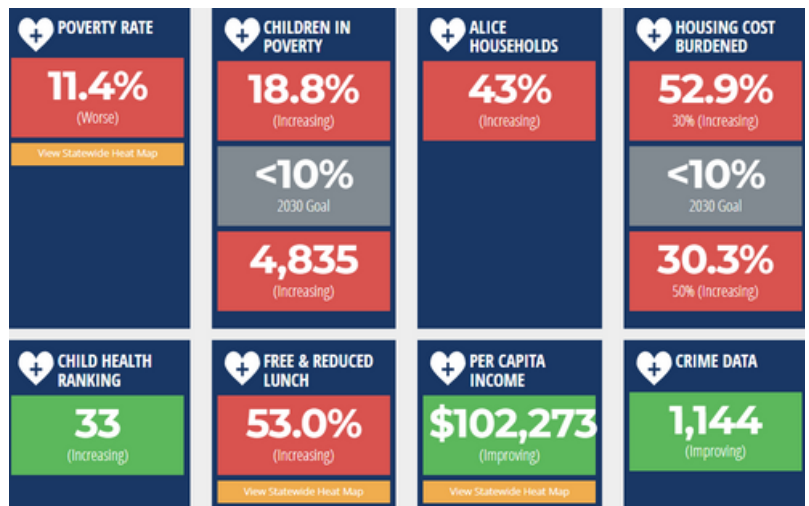 POVERTY RATE
11.4%
(Worse)
View Statewide Heat Map
CHILDREN IN
POVERTY
18.8%
(Increasing)
<10%
2030 Goal
4,835
(Increasing)
ALICE
HOUSEHOLDS
43%
(Increasing)
HOUSING COST
BURDENED
52.9%
30% (Increasing)
<10%
2030 Goal
30.3%
50% (Increasing)
CHILD HEALTH
RANKING
33
(Increasing)
FREE & REDUCED
LUNCH
53.0%
(Increasing)
View Statewide Heat Map
PER CAPITA
INCOME
$102,273
(Improving)
View Statewide Heat Map
CRIME DATA
1,144
(Improving)